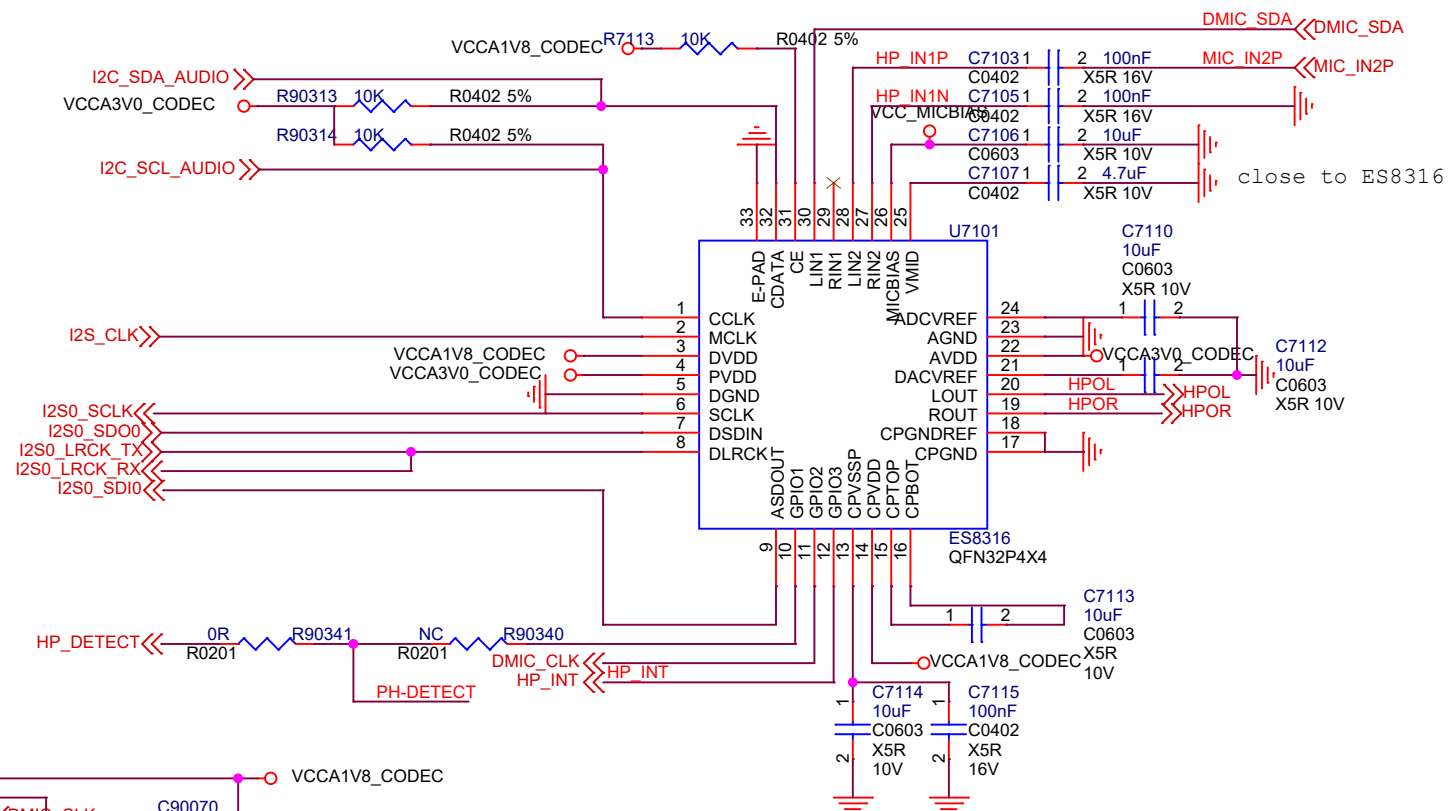 DMIC_SDA
DMIC_SDA
VCCA1V8_CODEC
R7113
10K
R0402 5%
HP_IN1P
C7103
1
2
100nF
C0402
X5R 16V
MIC_IN2P
MIC_IN2P
I2C_SDA_AUDIO
VCCA3V0_CODEC
R90313
10K
R0402 5%
HP_IN1N
C7105
1
2
100nF
C0402
X5R 16V
VCC_MICBIAS
R90314
10K
R0402 5%
C7106
1
2
10uF
C0603
X5R 10V
I2C_SCL_AUDIO
C7107
1
2
4.7uF
C0402
X5R 10V
close to ES8316
33
32
31
30
29
28
27
26
25
U7101
E-PAD
CDATA
CE
LIN1
RIN1
LIN2
RIN2
MICBIAS
VMID
C7110
10uF
C0603
X5R 10V
1
2
1
CCLK
ADCVREF
24
I2S_CLK
2
MCLK
AGND
23
VCCA1V8_CODEC
3
DVDD
AVDD
22
VCCA3V0_CODEC
C7112
10uF
C0603
X5R 10V
VCCA3V0_CODEC
4
PVDD
DACVREF
21
1
2
5
DGND
LOUT
20
HPOL
HPOL
I2S0_SCLK
6
SCLK
ROUT
19
HPOR
HPOR
I2S0_SDO0
7
DSDIN
CPGNDREF
18
I2S0_LRCK_TX
8
DLRCK
CPGND
17
I2S0_LRCK_RX
I2S0_SDI0
ASDOUT
GPIO1
GPIO2
GPIO3
CPVSSP
CPVDD
CPTOP
CPBOT
9
10
11
12
13
14
15
16
ES8316
QFN32P4X4
C7113
10uF
C0603
X5R
10V
1
2
HP_DETECT
0R
R90341
R0201
NC
R90340
R0201
DMIC_CLK
HP_INT
HP_INT
VCCA1V8_CODEC
PH-DETECT
C7114
10uF
C0603
X5R
10V
1
2
C7115
100nF
C0402
X5R
16V
1
2
VCCA1V8_CODEC
C90070